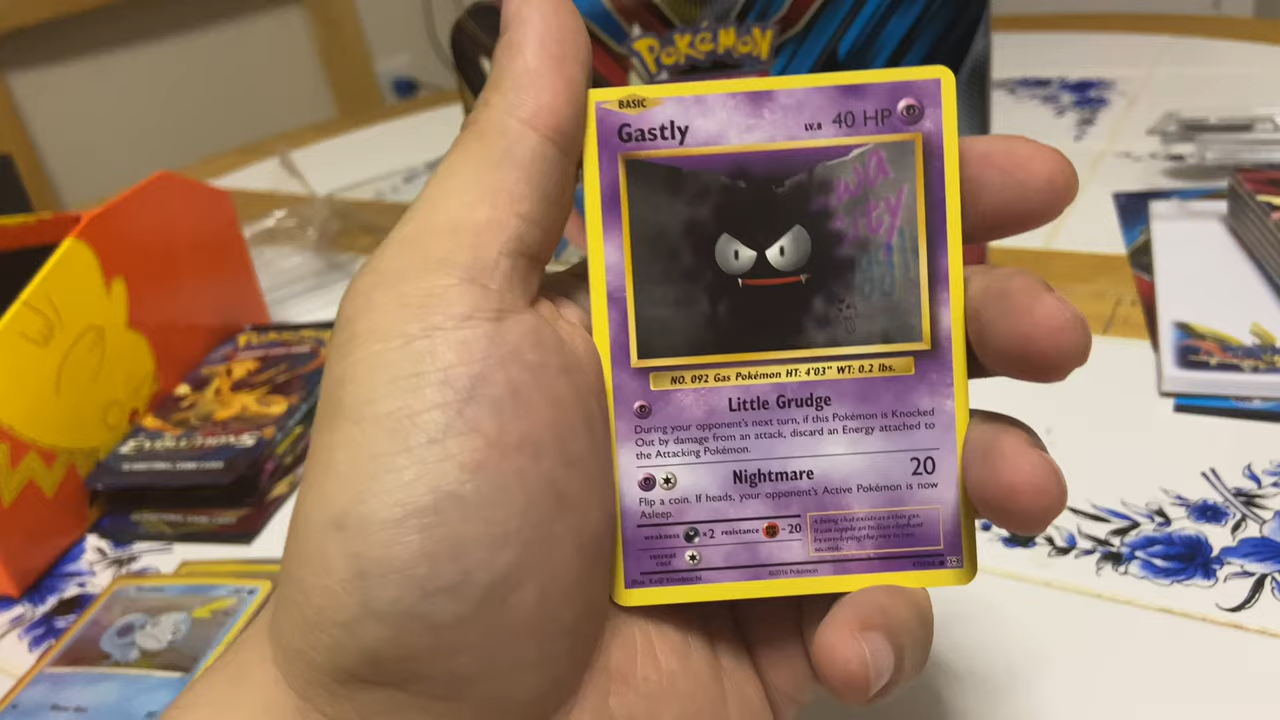 POKéMON
BASIC
Gastly
LV.8 40 HP
NO. 092 Gas Pokémon HT: 4'03" WT: 0.2 lbs.
Little Grudge
During your opponent's next turn, if this Pokémon is Knocked
Out by damage from an attack, discard an Energy attached to
the Attacking Pokémon.
Nightmare 20
Flip a coin. If heads, your opponent's Active Pokémon is now
Asleep.
weakness ×2 resistance -20
A being that exists as a thin gas.
It can topple an Indian elephant
by enveloping the prey in two
seconds.
retreat
cost
Illus. Keiji Kinebuchi
©2016 Pokémon
EVOLUTIONS